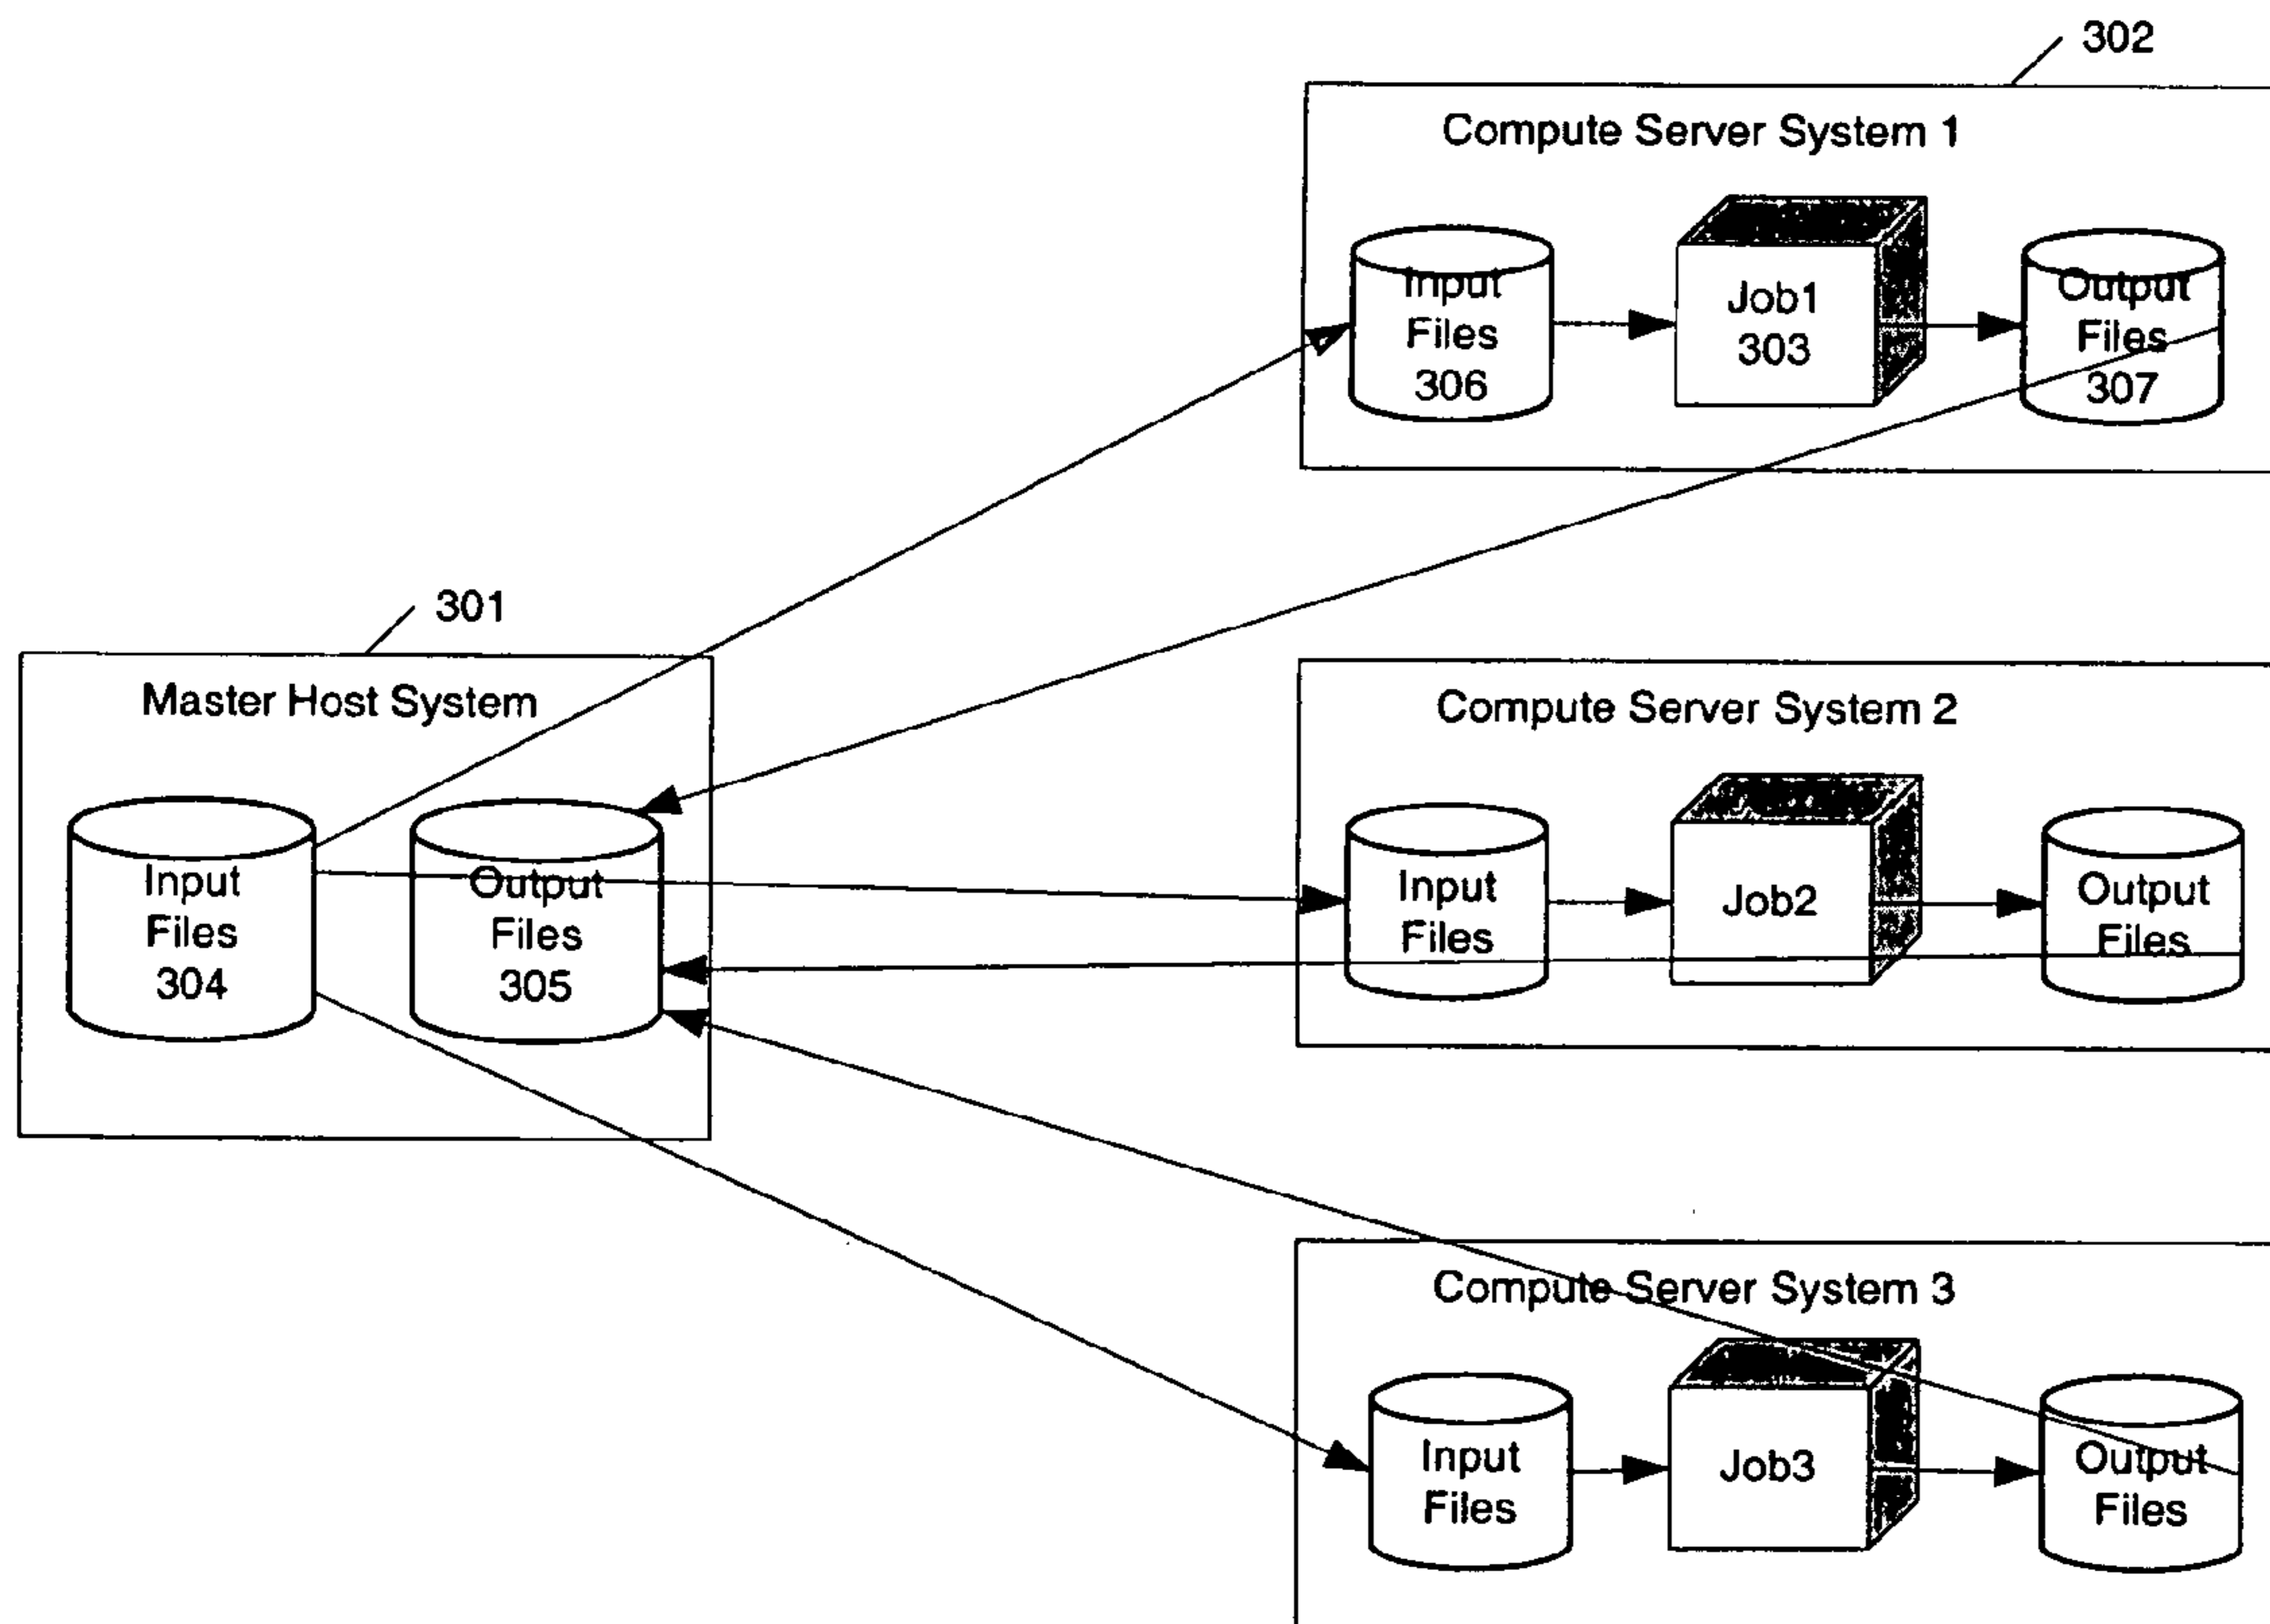 302
Compute Server System 1
Input
Files
306
Job1
303
Output
Files
307
301
Master Host System
Input
Files
304
Output
Files
305
Compute Server System 2
Input
Files
Job2
Output
Files
Compute Server System 3
Input
Files
Job3
Output
Files